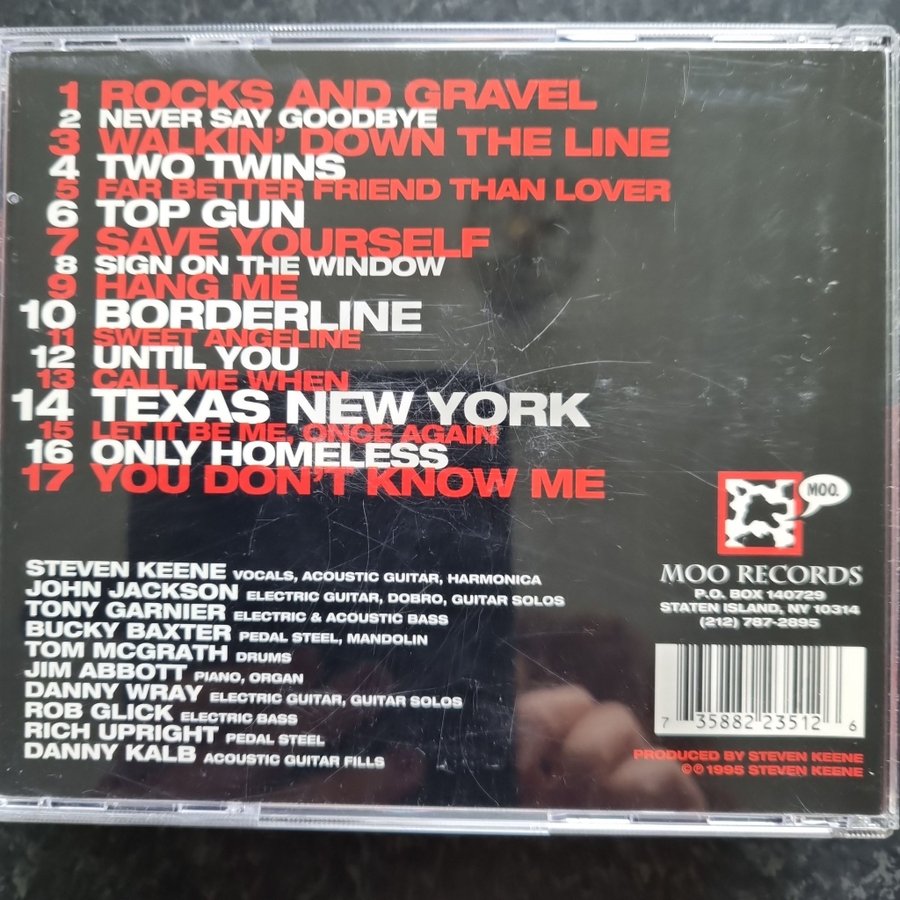 1 ROCKS AND GRAVEL
2 NEVER SAY GOODBYE
3 WALKIN' DOWN THE LINE
4 TWO TWINS
5 FAR BETTER FRIEND THAN LOVER
6 TOP GUN
7 SAVE YOURSELF
8 SIGN ON THE WINDOW
9 HANG ME
10 BORDERLINE
11 SWEET ANGELINE
12 UNTIL YOU
13 CALL ME WHEN
14 TEXAS NEW YORK
15 LET IT BE ME, ONCE AGAIN
16 ONLY HOMELESS
17 YOU DON'T KNOW ME
STEVEN KEENE VOCALS, ACOUSTIC GUITAR, HARMONICA
JOHN JACKSON ELECTRIC GUITAR, DOBRO, GUITAR SOLOS
TONY GARNIER ELECTRIC & ACOUSTIC BASS
BUCKY BAXTER PEDAL STEEL, MANDOLIN
TOM MCGRATH DRUMS
JIM ABBOTT PIANO, ORGAN
DANNY WRAY ELECTRIC GUITAR, GUITAR SOLOS
ROB GLICK ELECTRIC BASS
RICH UPRIGHT PEDAL STEEL
DANNY KALB ACOUSTIC GUITAR FILLS
MOO.
MOO RECORDS
P.O. BOX 140729
STATEN ISLAND, NY 10314
(212) 787-2895
7 35882 23512 6
PRODUCED BY STEVEN KEENE
©℗ 1995 STEVEN KEENE